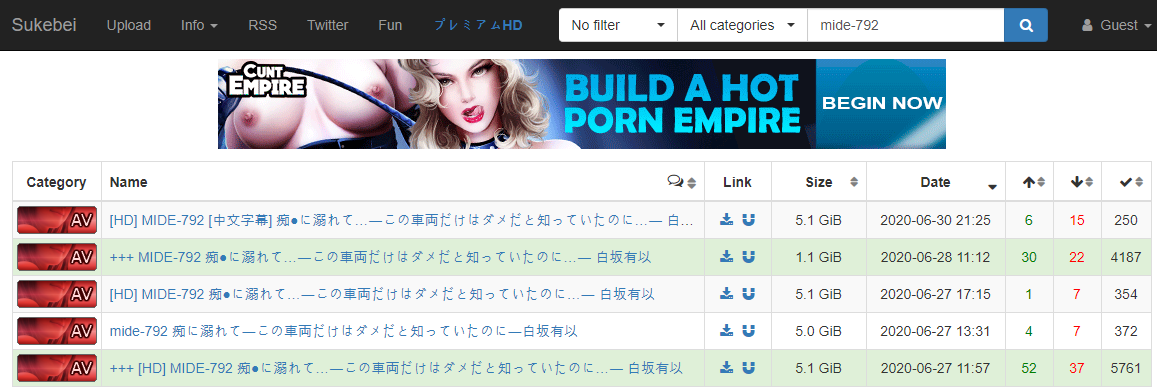 Sukebei Upload Info RSS Twitter Fun プレミアムHD No filter All categories mide-792 Guest
CUNT EMPIRE
BUILD A HOT
PORN EMPIRE
BEGIN NOW
Category Name Link Size Date
AV [HD] MIDE-792 [中文字幕] 痴●に溺れて…―この車両だけはダメだと知っていたのに…― 白... 5.1 GiB 2020-06-30 21:25 6 15 250
AV +++ MIDE-792 痴●に溺れて…―この車両だけはダメだと知っていたのに…― 白坂有以 1.1 GiB 2020-06-28 11:12 30 22 4187
AV [HD] MIDE-792 痴●に溺れて…―この車両だけはダメだと知っていたのに…― 白坂有以 5.1 GiB 2020-06-27 17:15 1 7 354
AV mide-792 痴に溺れて―この車両だけはダメだと知っていたのに―白坂有以 5.0 GiB 2020-06-27 13:31 4 7 372
AV +++ [HD] MIDE-792 痴●に溺れて…―この車両だけはダメだと知っていたのに…― 白坂有以 5.1 GiB 2020-06-27 11:57 52 37 5761